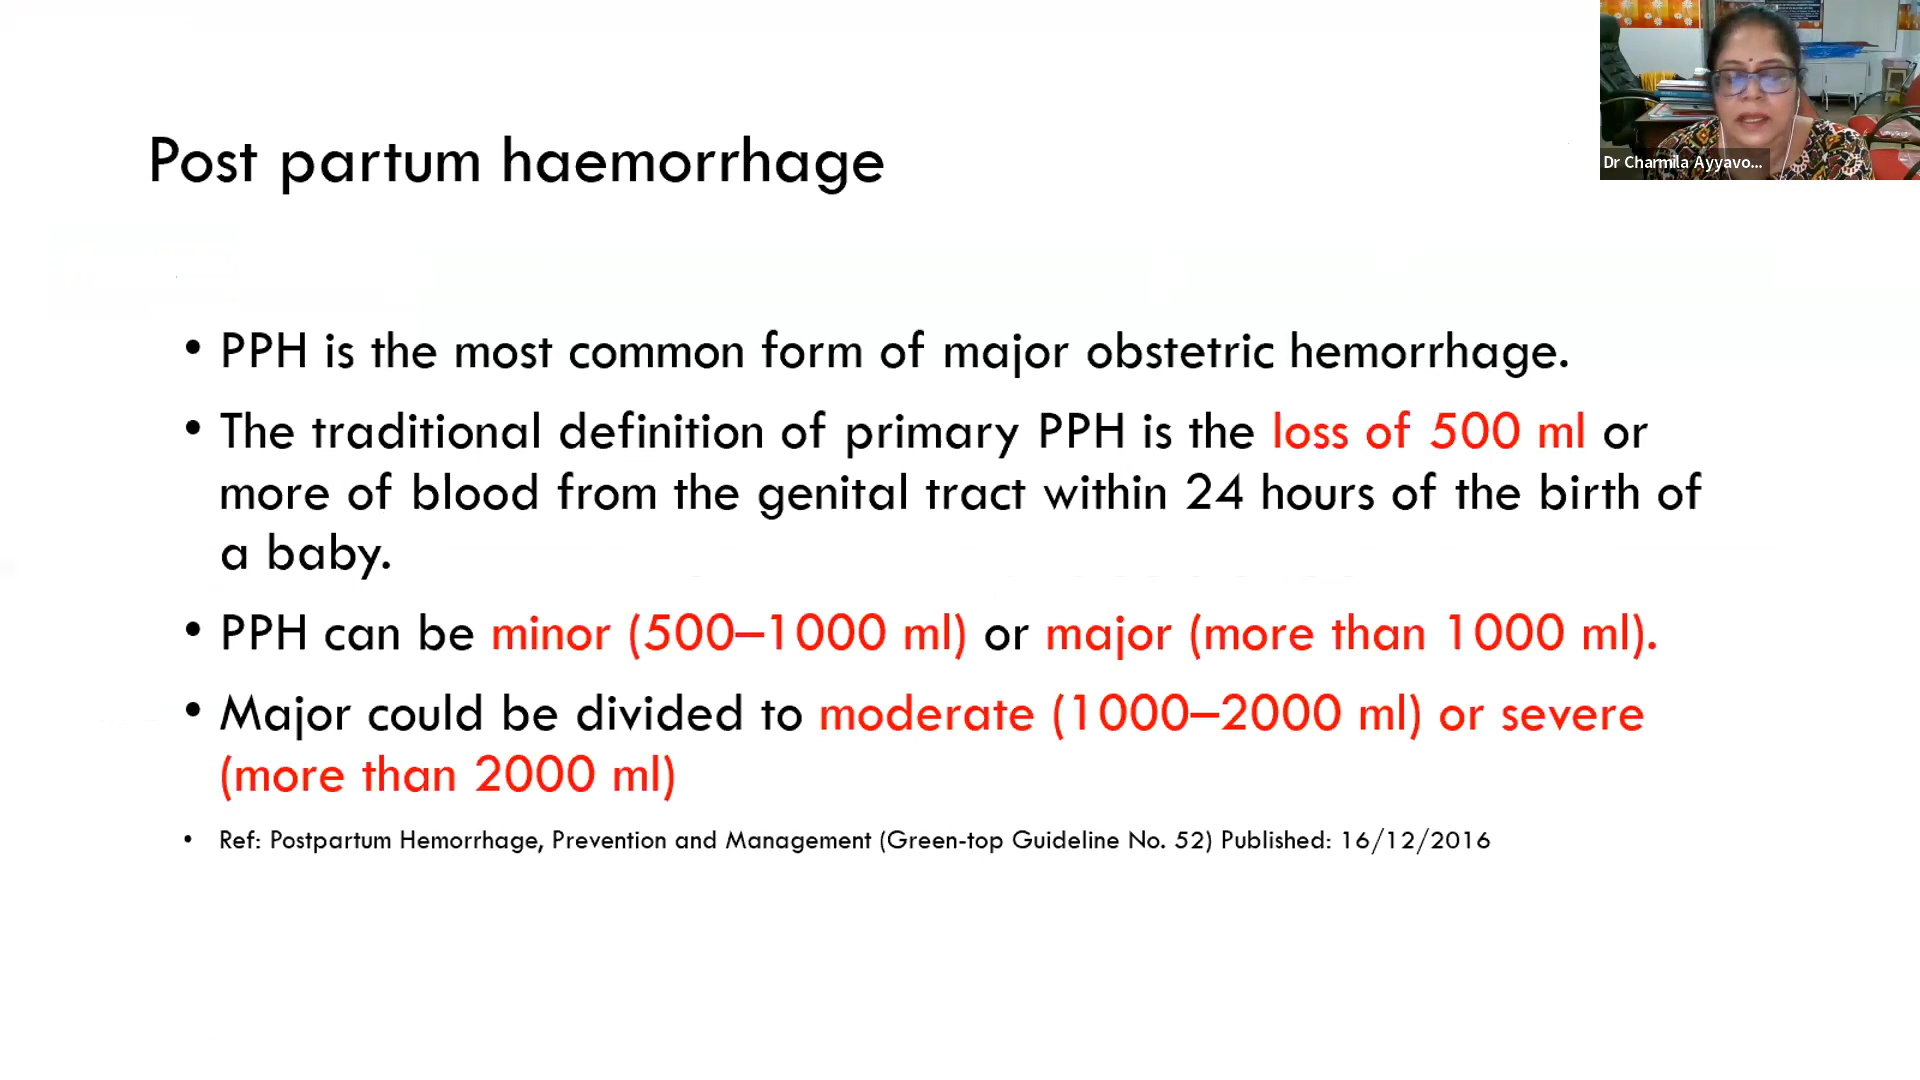 Post partum haemorrhage
Dr Charmila Ayyavo...
• PPH is the most common form of major obstetric hemorrhage.
• The traditional definition of primary PPH is the loss of 500 ml or
more of blood from the genital tract within 24 hours of the birth of
a baby.
• PPH can be minor (500–1000 ml) or major (more than 1000 ml).
• Major could be divided to moderate (1000–2000 ml) or severe
(more than 2000 ml)
• Ref: Postpartum Hemorrhage, Prevention and Management (Green-top Guideline No. 52) Published: 16/12/2016